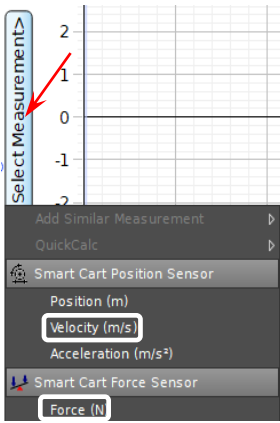 Select Measurement>
2
1
0
-1
-2
Add Similar Measurement
QuickCalc
Smart Cart Position Sensor
Position (m)
Velocity (m/s)
Acceleration (m/s²)
Smart Cart Force Sensor
Force (N)